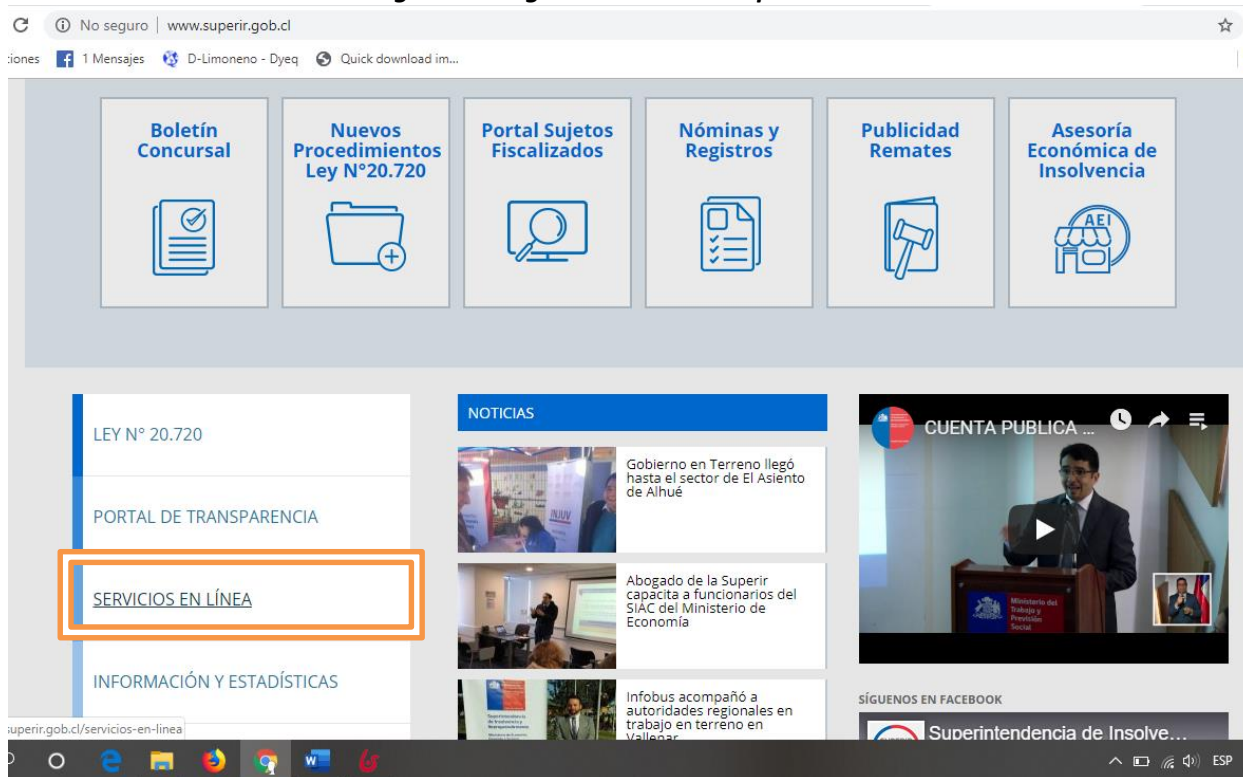 No seguro | www.superir.gob.cl
1 Mensajes
D-Limoneno - Dyeq
Quick download im...
Boletín
Concursal
Nuevos
Procedimientos
Ley N°20.720
Portal Sujetos
Fiscalizados
Nóminas y
Registros
Publicidad
Remates
Asesoría
Económica de
Insolvencia
AEI
LEY N° 20.720
PORTAL DE TRANSPARENCIA
SERVICIOS EN LÍNEA
INFORMACIÓN Y ESTADÍSTICAS
NOTICIAS
Gobierno en Terreno llegó
hasta el sector de El Asiento
de Alhué
INJUV
Abogado de la Superir
capacita a funcionarios del
SIAC del Ministerio de
Economía
Infobus acompañó a
autoridades regionales en
trabajo en terreno en
Vallenar
CUENTA PUBLICA ...
Ministerio del
Trabajo y
Previsión
Social
SÍGUENOS EN FACEBOOK
Superintendencia de Insolve...
superir.gob.cl/servicios-en-linea
ESP